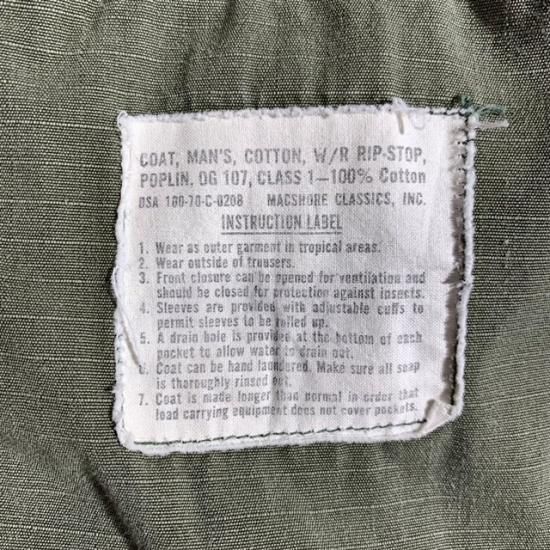 COAT, MAN'S, COTTON, W/R RIP-STOP,
POPLIN, OG 107, CLASS 1—100% Cotton
DSA 100-70-C-0208 MACSHORE CLASSICS, INC.
INSTRUCTION LABEL
1. Wear as outer garment in tropical areas.
2. Wear outside of trousers.
3. Front closure can be opened for ventilation and
should be closed for protection against insects.
4. Sleeves are provided with adjustable cuffs to
permit sleeves to be rolled up.
5. A drain hole is provided at the bottom of each
pocket to allow water to drain out.
6. Coat can be hand laundered. Make sure all soap
is thoroughly rinsed out.
7. Coat is made longer than normal in order that
load carrying equipment does not cover pockets.